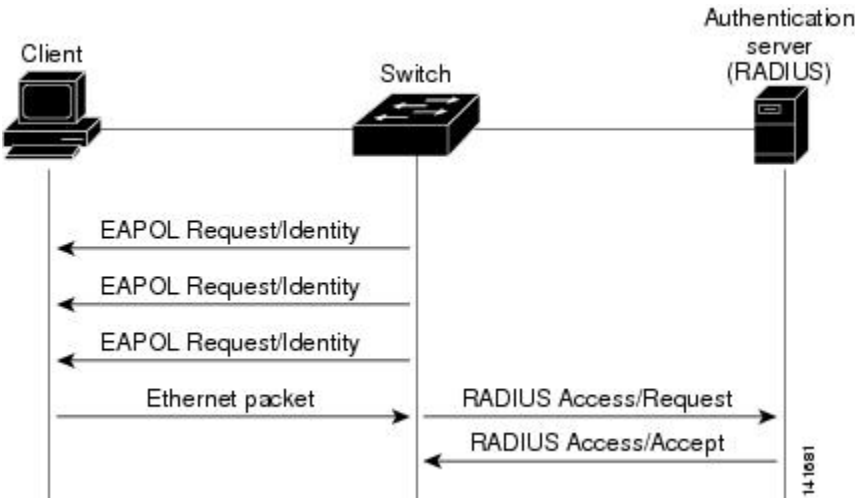 Client
Switch
Authentication
server
(RADIUS)
EAPOL Request/Identity
EAPOL Request/Identity
EAPOL Request/Identity
Ethernet packet
RADIUS Access/Request
RADIUS Access/Accept
141681